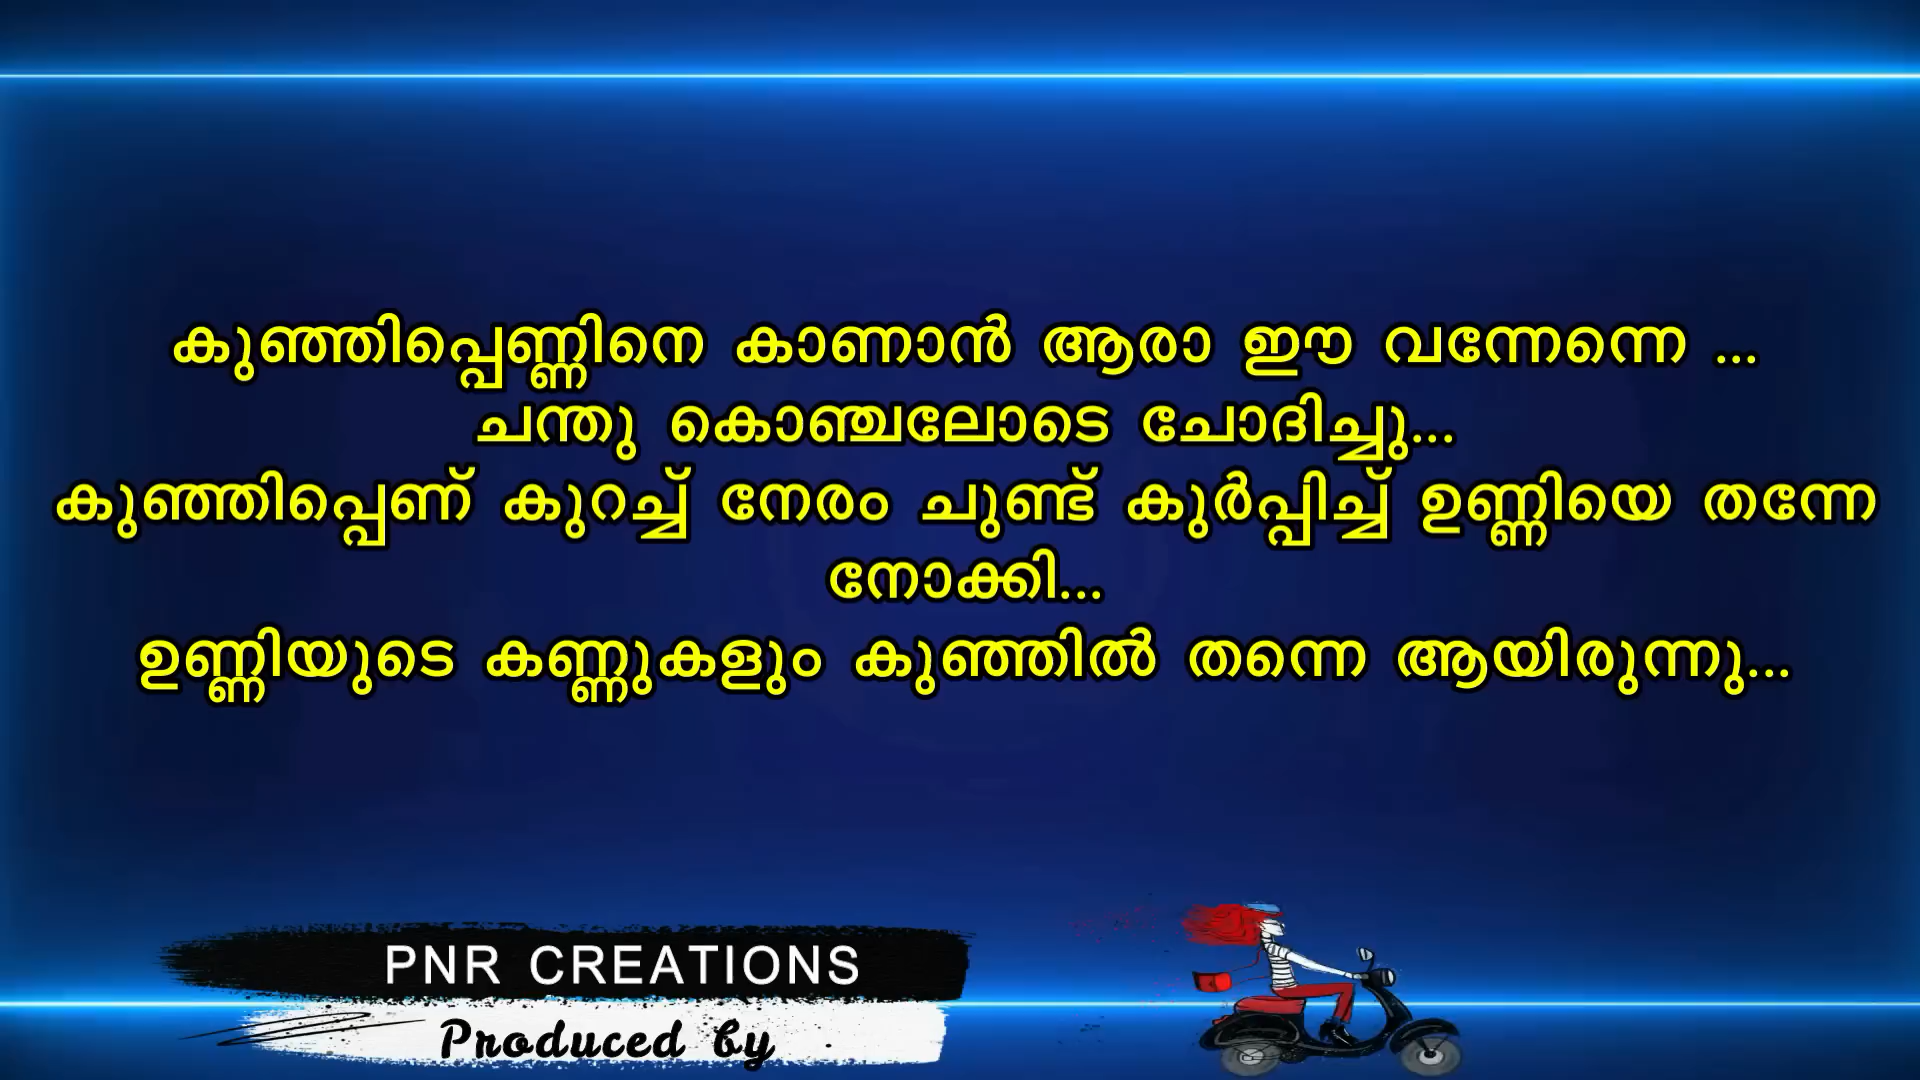 കുഞ്ഞിപ്പെണ്ണിനെ കാണാൻ ആരാ ഈ വന്നേന്നെ ...
ചന്തു കൊഞ്ചലോടെ ചോദിച്ചു...
കുഞ്ഞിപ്പെണ് കുറച്ച് നേരം ചുണ്ട് കുർപ്പിച്ച് ഉണ്ണിയെ തന്നേ
നോക്കി...
ഉണ്ണിയുടെ കണ്ണുകളും കുഞ്ഞിൽ തന്നെ ആയിരുന്നു...
PNR CREATIONS
Produced by